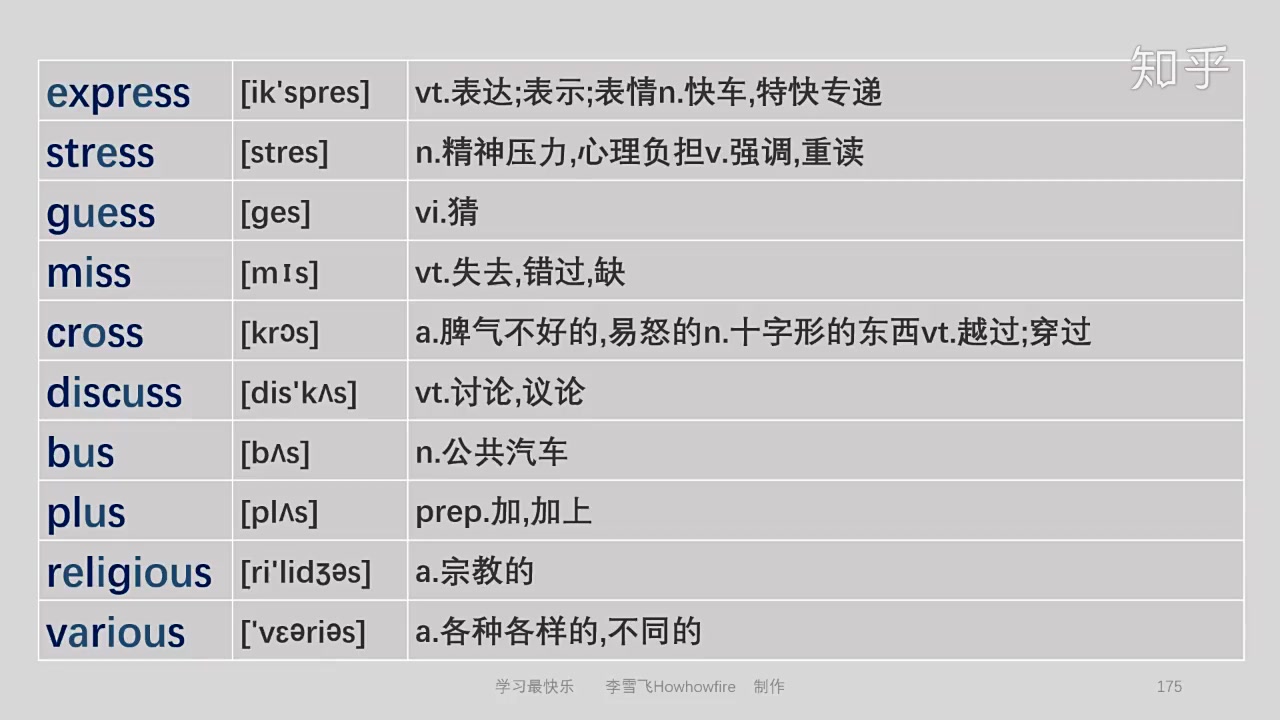 知乎
express [ik'spres] vt.表达;表示;表情n.快车,特快专递
stress [stres] n.精神压力,心理负担v.强调,重读
guess [ges] vi.猜
miss [mɪs] vt.失去,错过,缺
cross [krɔs] a.脾气不好的,易怒的n.十字形的东西vt.越过;穿过
discuss [dis'kʌs] vt.讨论,议论
bus [bʌs] n.公共汽车
plus [plʌs] prep.加,加上
religious [ri'lidʒəs] a.宗教的
various ['vɛəriəs] a.各种各样的,不同的
学习最快乐 李雪飞Howhowfire 制作 175